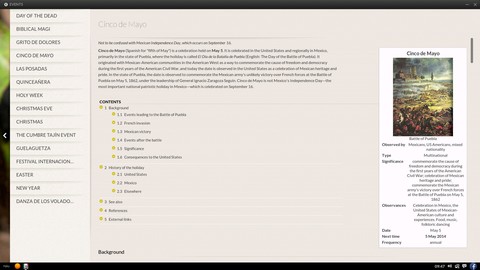 EVENTS
DAY OF THE DEAD
BIBLICAL MAGI
GRITO DE DOLORES
CINCO DE MAYO
LAS POSADAS
QUINCEAÑERA
HOLY WEEK
CHRISTMAS EVE
CHRISTMAS
THE CUMBRE TAJÍN EVENT
GUELAGUETZA
FESTIVAL INTERNACION...
EASTER
NEW YEAR
DANZA DE LOS VOLADO...
Cinco de Mayo
Not to be confused with Mexican Independence Day, which occurs on September 16.
Cinco de Mayo (Spanish for "fifth of May") is a celebration held on May 5. It is celebrated in the United States and regionally in Mexico,
primarily in the state of Puebla, where the holiday is called El Día de la Batalla de Puebla (English: The Day of the Battle of Puebla). It
originated with Mexican-American communities in the American West as a way to commemorate the cause of freedom and democracy
during the first years of the American Civil War, and today the date is observed in the United States as a celebration of Mexican heritage and
pride. In the state of Puebla, the date is observed to commemorate the Mexican army's unlikely victory over French forces at the Battle
of Puebla on May 5, 1862, under the leadership of General Ignacio Zaragoza Seguín. Cinco de Mayo is not Mexico's Independence Day—the
most important national patriotic holiday in Mexico—which is celebrated on September 16.
CONTENTS
1 Background
1.1 Events leading to the Battle of Puebla
1.2 French invasion
1.3 Mexican victory
1.4 Events after the battle
1.5 Significance
1.6 Consequences to the United States
2 History of the holiday
2.1 United States
2.2 Mexico
2.3 Elsewhere
3 See also
4 References
5 External links
Background
Cinco de Mayo
Battle of Puebla
Observed by Mexicans, US Americans, mixed
nationality
Type Multinational
Significance commemorate the cause of
freedom and democracy during
the first years of the American
Civil War, celebration of Mexican
heritage and pride,
commemorate the Mexican
army's victory over French forces
at the Battle of Puebla on May 5,
1862
Observances Celebration in Mexico, the
United States, of Mexican-
American culture and
experiences. Food, music,
folkloric dancing
Date May 5
Next time 5 May 2014
Frequency annual
08:47